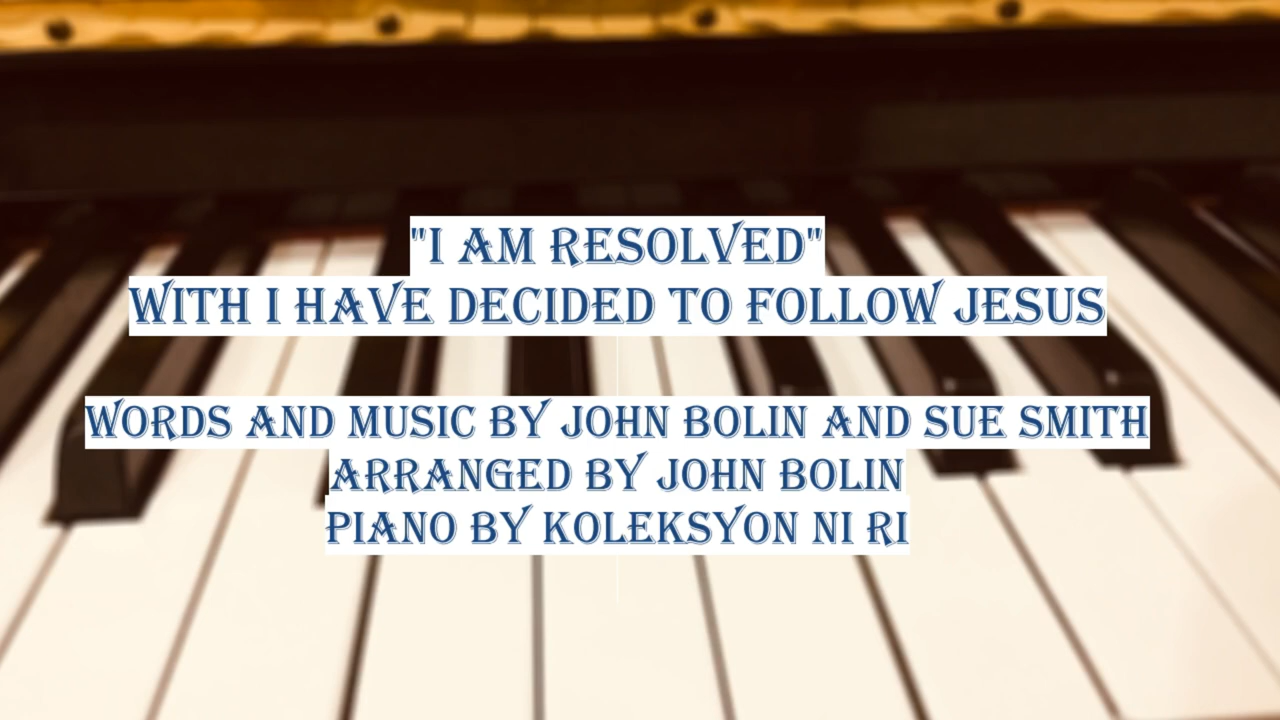 "I AM RESOLVED"
WITH I HAVE DECIDED TO FOLLOW JESUS
WORDS AND MUSIC BY JOHN BOLIN AND SUE SMITH
ARRANGED BY JOHN BOLIN
PIANO BY KOLEKSYON NI RI